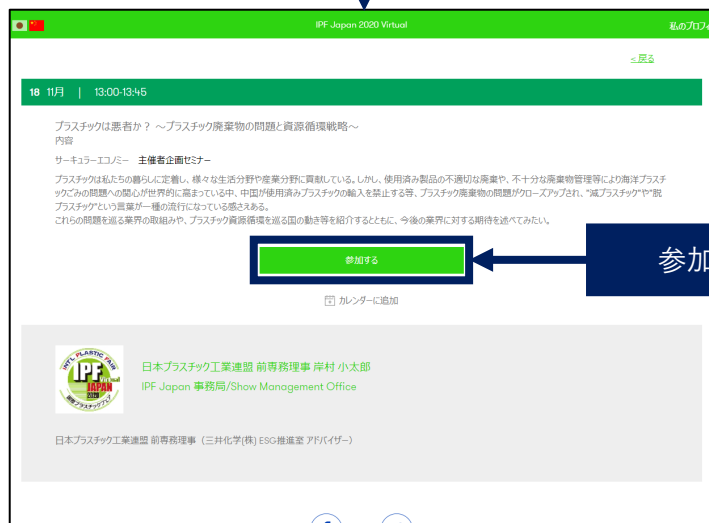 IPF Japan 2020 Virtual
私のプロフィ
< 戻る
18 11月 | 13:00-13:45
プラスチックは悪者か? ～プラスチック廃棄物の問題と資源循環戦略～
内容
サーキュラーエコノミー 主催者企画セミナー
プラスチックは私たちの暮らしに定着し、様々な生活分野や産業分野に貢献している。しかし、使用済み製品の不適切な廃棄や、不十分な廃棄物管理等により海洋プラスチ
ックごみの問題への関心が世界的に高まっている中、中国が使用済みプラスチックの輸入を禁止する等、プラスチック廃棄物の問題がクローズアップされ、"減プラスチック"や"脱
プラスチック"という言葉が一種の流行になっている感さえある。
これらの問題を巡る業界の取組みや、プラスチック資源循環を巡る国の動き等を紹介するとともに、今後の業界に対する期待を述べてみたい。
参加する
参加
カレンダーに追加
INT'L PLASTIC FAIR
IPF
Virtual
JAPAN
2020
国際プラスチックフェア
日本プラスチック工業連盟 前専務理事 岸村 小太郎
IPF Japan 事務局/Show Management Office
日本プラスチック工業連盟 前専務理事（三井化学(株) ESG推進室 アドバイザー）